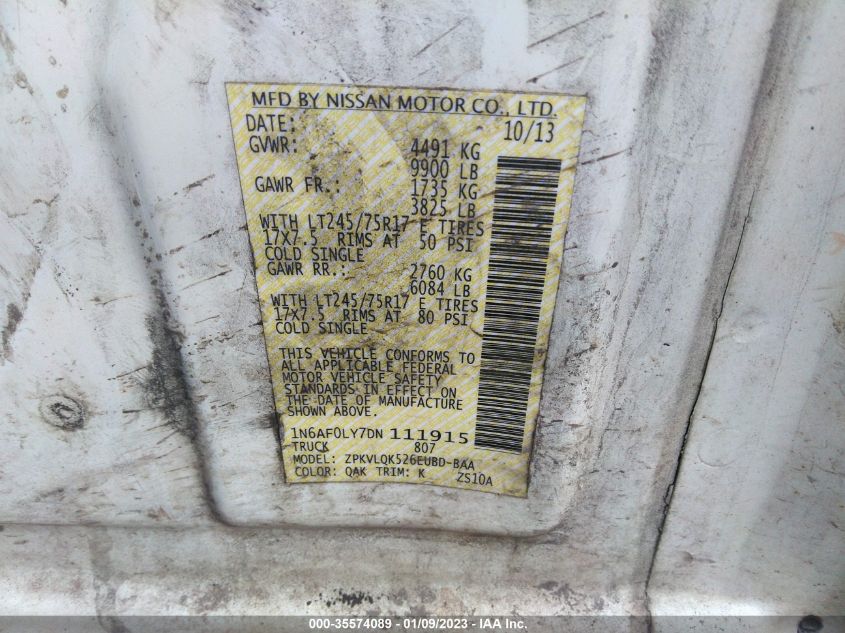 MFD BY NISSAN MOTOR CO., LTD.
DATE: 10/13
GVWR: 4491 KG
9900 LB
GAWR FR.: 1735 KG
3825 LB
WITH LT245/75R17 E TIRES
17X7.5 RIMS AT 50 PSI
COLD SINGLE
GAWR RR.: 2760 KG
6084 LB
WITH LT245/75R17 E TIRES
17X7.5 RIMS AT 80 PSI
COLD SINGLE
THIS VEHICLE CONFORMS TO
ALL APPLICABLE FEDERAL
MOTOR VEHICLE SAFETY
STANDARDS IN EFFECT ON
THE DATE OF MANUFACTURE
SHOWN ABOVE.
1N6AF0LY7DN 111915
TRUCK 807
MODEL: ZPKVLQK526EUBD-BAA
COLOR: QAK TRIM: K ZS10A
000-35574089 - 01/09/2023 - IAA Inc.